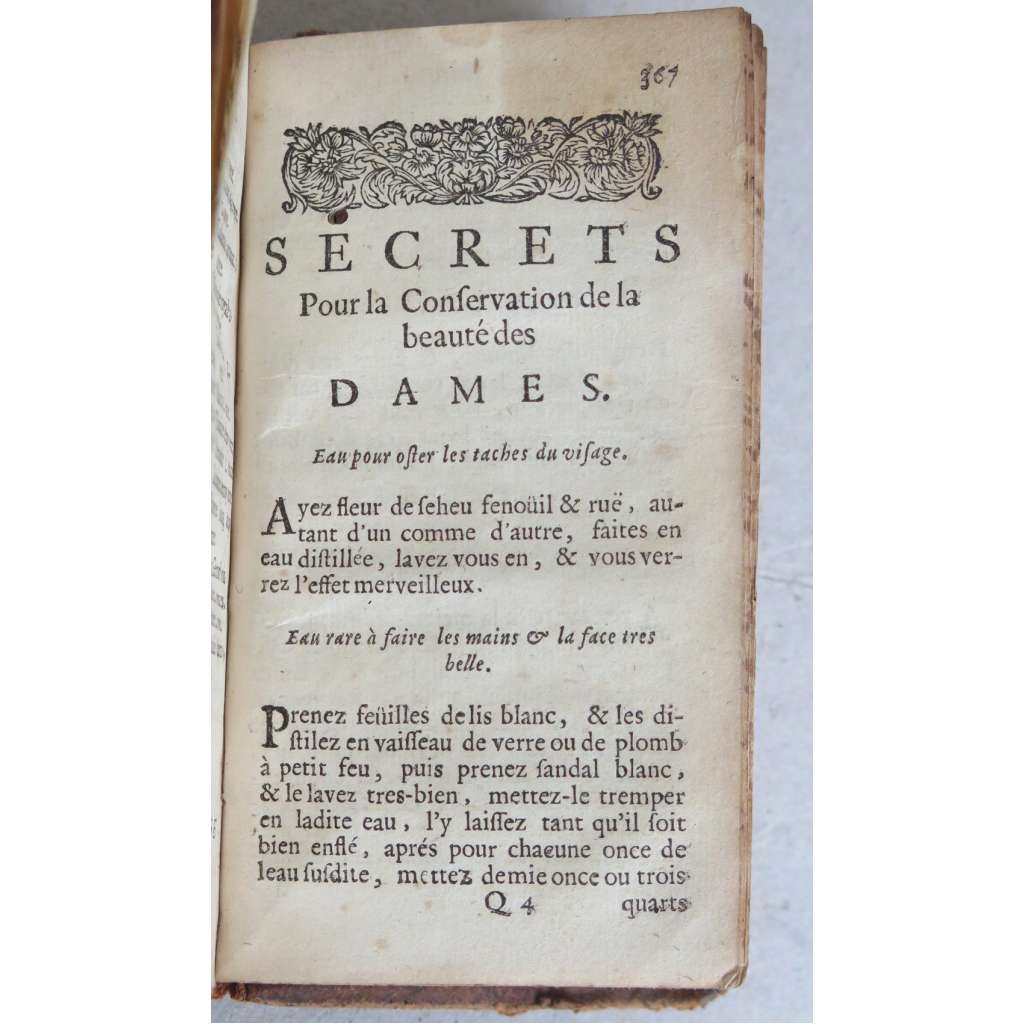 367
SECRETS
Pour la Conſervation de la
beauté des
DAMES.
Eau pour oſter les taches du viſage.
Ayez fleur de ſeheu fenoüil & ruë, au-
tant d'un comme d'autre, faites en
eau diſtillée, lavez vous en, & vous ver-
rez l'effet merveilleux.
Eau rare à faire les mains & la face tres
belle.
Prenez feüilles de lis blanc, & les di-
ſtilez en vaiſſeau de verre ou de plomb
à petit feu, puis prenez ſandal blanc,
& le lavez tres-bien, mettez-le tremper
en ladite eau, l'y laiſſez tant qu'il ſoit
bien enflé, aprés pour chacune once de
leau ſuſdite, mettez demie once ou trois
Q 4 quarts